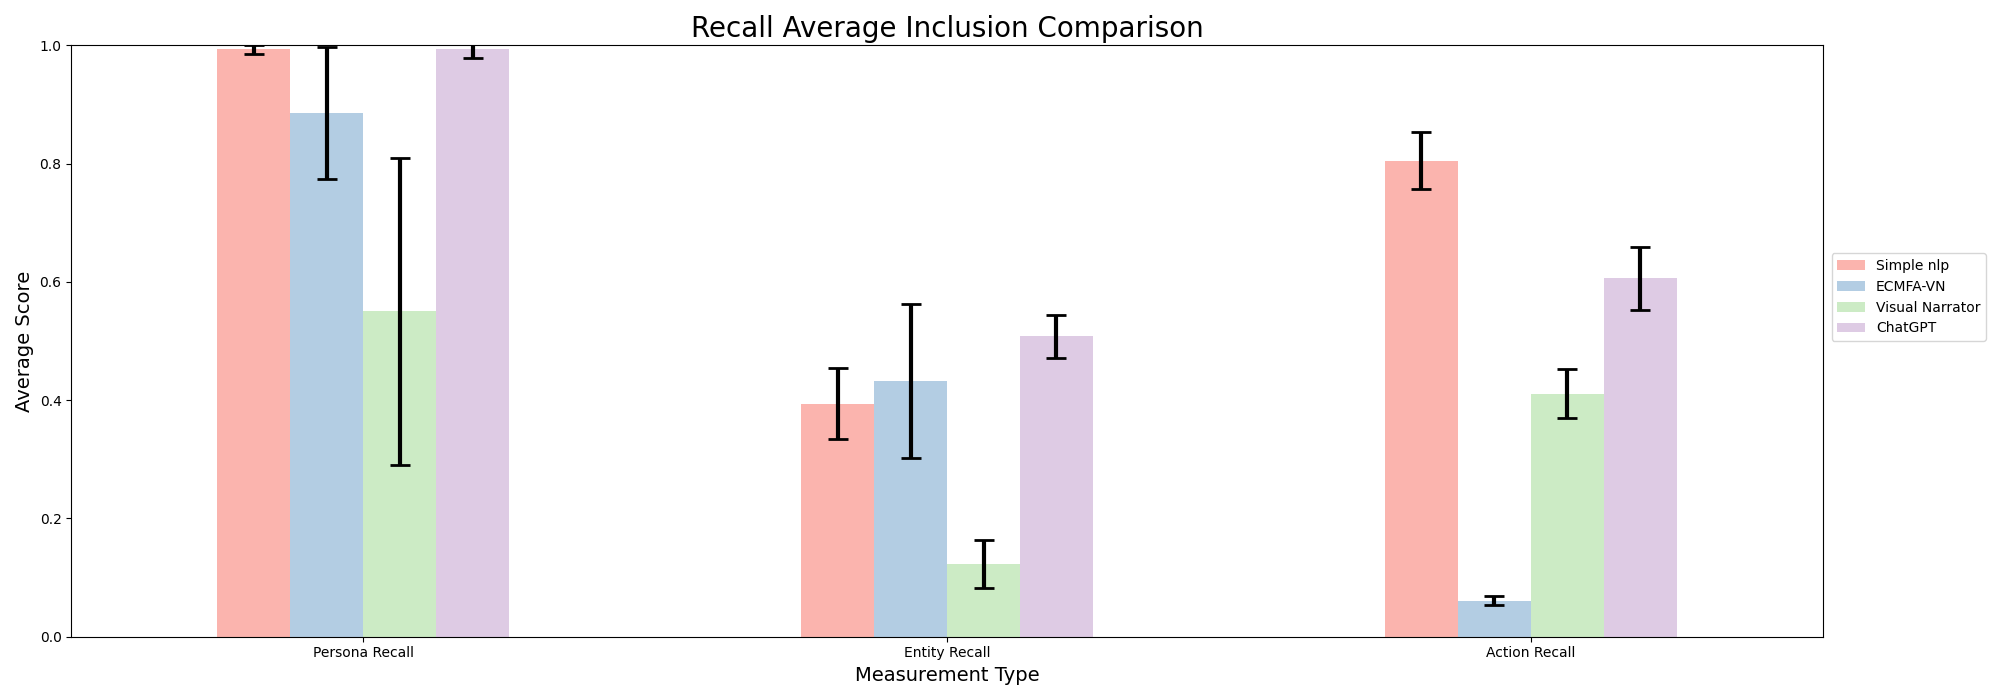 Recall Average Inclusion Comparison
Average Score
1.0
0.8
0.6
0.4
0.2
0.0
Persona Recall
Entity Recall
Action Recall
Measurement Type
Simple nlp
ECMFA-VN
Visual Narrator
ChatGPT